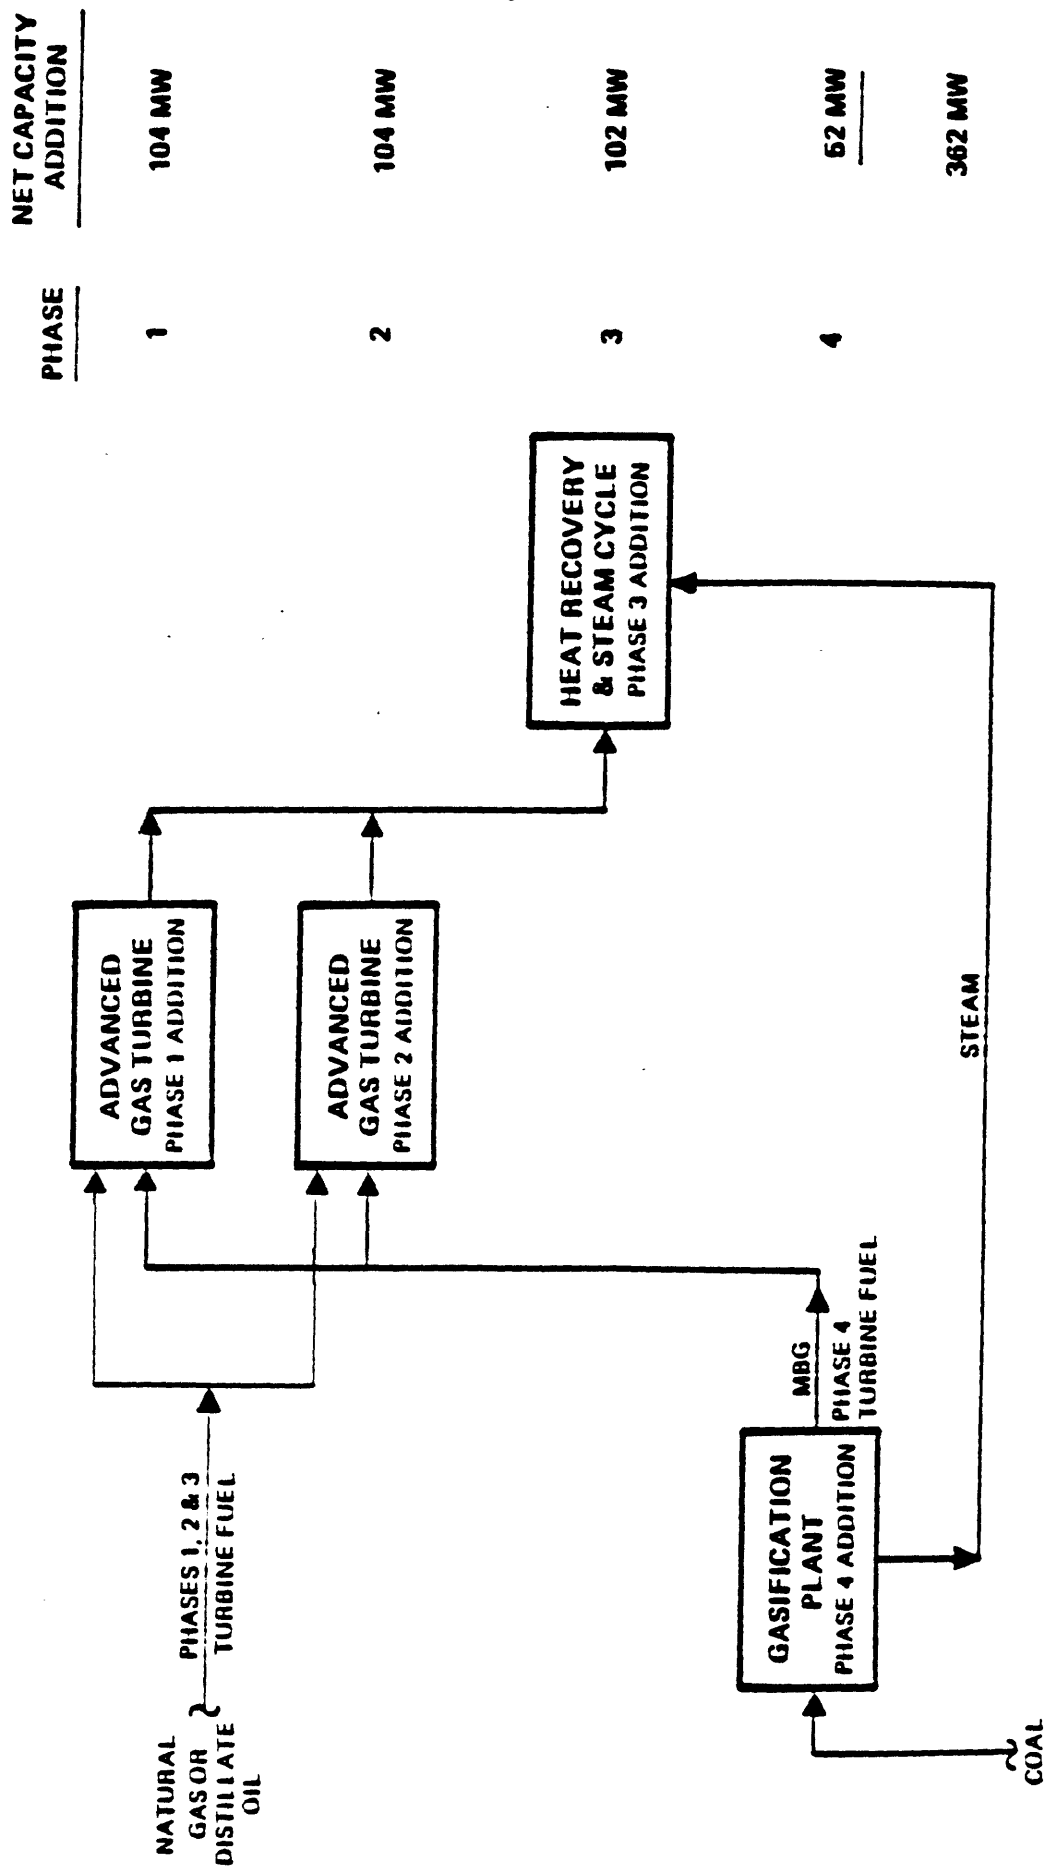 PHASE
NET CAPACITY
ADDITION
NATURAL
GAS OR
DISTILLATE
OIL
PHASES 1, 2 & 3
TURBINE FUEL
ADVANCED
GAS TURBINE
PHASE 1 ADDITION
1
104 MW
ADVANCED
GAS TURBINE
PHASE 2 ADDITION
2
104 MW
HEAT RECOVERY
& STEAM CYCLE
PHASE 3 ADDITION
3
102 MW
GASIFICATION
PLANT
PHASE 4 ADDITION
MBG
PHASE 4
TURBINE FUEL
4
52 MW
362 MW
STEAM
COAL